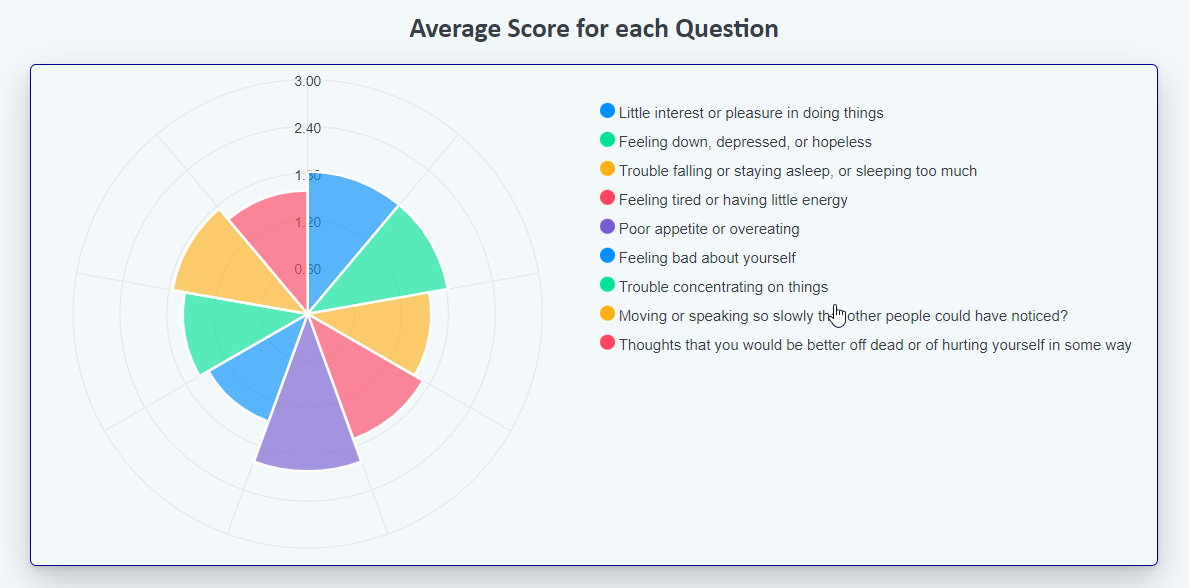 Average Score for each Question
3.00
2.40
1.80
1.20
0.60
Little interest or pleasure in doing things
Feeling down, depressed, or hopeless
Trouble falling or staying asleep, or sleeping too much
Feeling tired or having little energy
Poor appetite or overeating
Feeling bad about yourself
Trouble concentrating on things
Moving or speaking so slowly that other people could have noticed?
Thoughts that you would be better off dead or of hurting yourself in some way